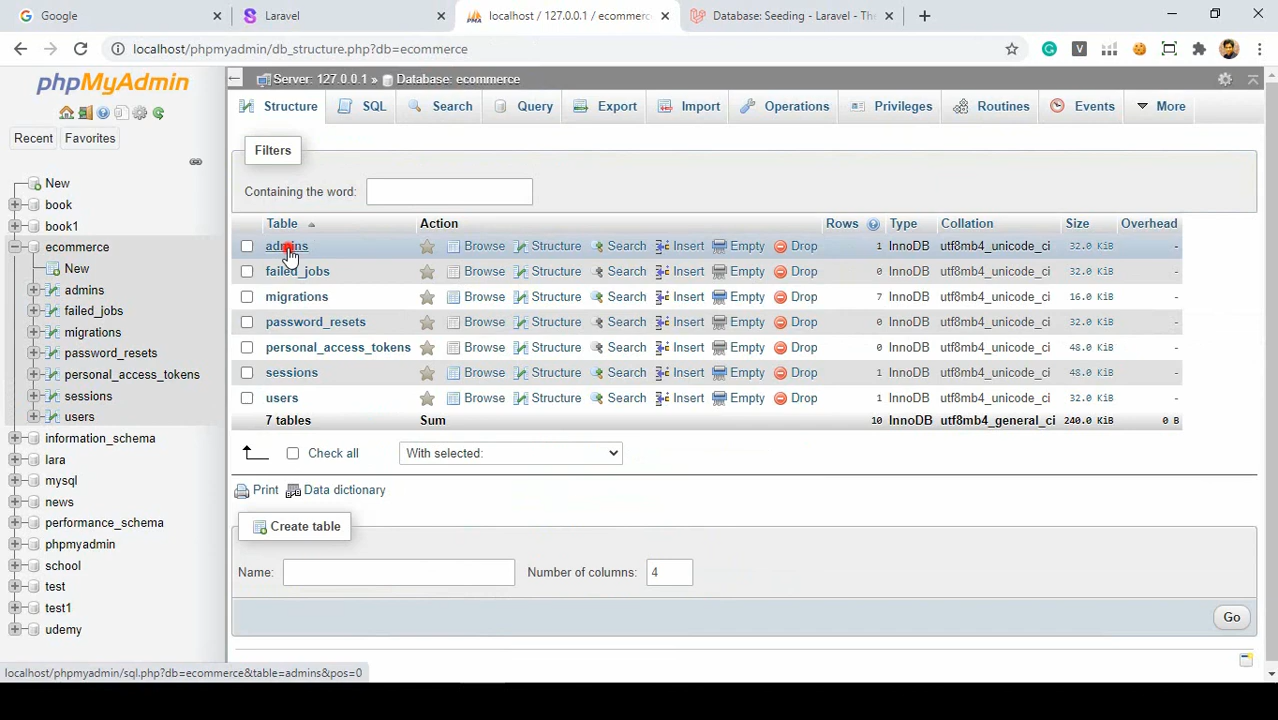 Google
Laravel
localhost / 127.0.0.1 / ecommerce
Database: Seeding - Laravel - The
localhost/phpmyadmin/db_structure.php?db=ecommerce
phpMyAdmin
Recent
Favorites
New
book
book1
ecommerce
New
admins
failed_jobs
migrations
password_resets
personal_access_tokens
sessions
users
information_schema
lara
mysql
news
performance_schema
phpmyadmin
school
test
test1
udemy
Server: 127.0.0.1 » Database: ecommerce
Structure SQL Search Query Export Import Operations Privileges Routines Events More
Filters
Containing the word:
Table Action Rows Type Collation Size Overhead
admins Browse Structure Search Insert Empty Drop 1 InnoDB utf8mb4_unicode_ci 32.0 KiB -
failed_jobs Browse Structure Search Insert Empty Drop 0 InnoDB utf8mb4_unicode_ci 32.0 KiB -
migrations Browse Structure Search Insert Empty Drop 7 InnoDB utf8mb4_unicode_ci 16.0 KiB -
password_resets Browse Structure Search Insert Empty Drop 0 InnoDB utf8mb4_unicode_ci 32.0 KiB -
personal_access_tokens Browse Structure Search Insert Empty Drop 0 InnoDB utf8mb4_unicode_ci 48.0 KiB -
sessions Browse Structure Search Insert Empty Drop 1 InnoDB utf8mb4_unicode_ci 48.0 KiB -
users Browse Structure Search Insert Empty Drop 1 InnoDB utf8mb4_unicode_ci 32.0 KiB -
7 tables Sum 10 InnoDB utf8mb4_general_ci 240.0 KiB 0 B
Check all With selected:
Print Data dictionary
Create table
Name: Number of columns: 4
Go
localhost/phpmyadmin/sql.php?db=ecommerce&table=admins&pos=0